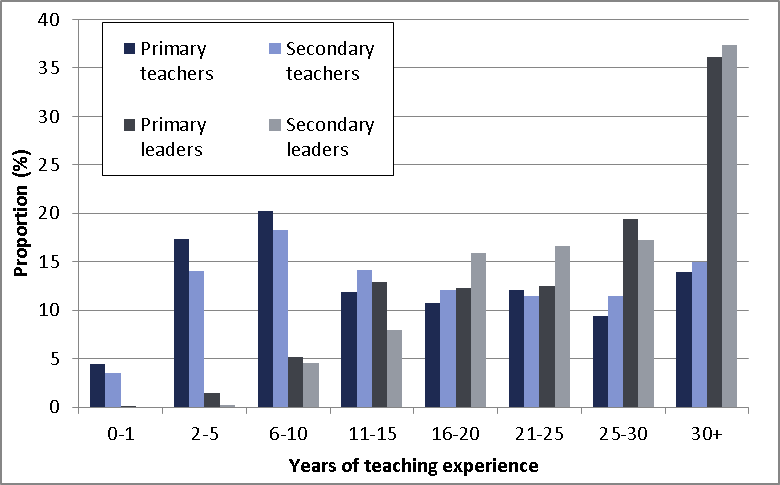 40
35
30
25
20
15
10
5
0
Proportion (%)
Primary
teachers
Secondary
teachers
Primary
leaders
Secondary
leaders
0-1 2-5 6-10 11-15 16-20 21-25 25-30 30+
Years of teaching experience